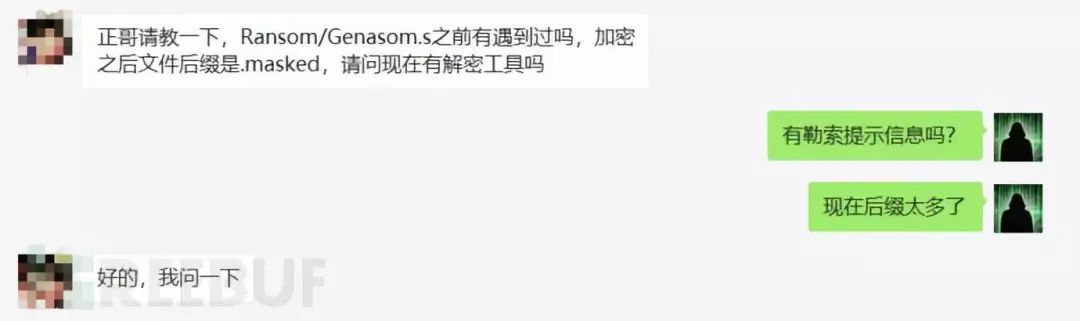 正哥请教一下，Ransom/Genasom.s之前有遇到过吗，加密
之后文件后缀是.masked，请问现在有解密工具吗
有勒索提示信息吗？
现在后缀太多了
好的，我问一下
REEBUF